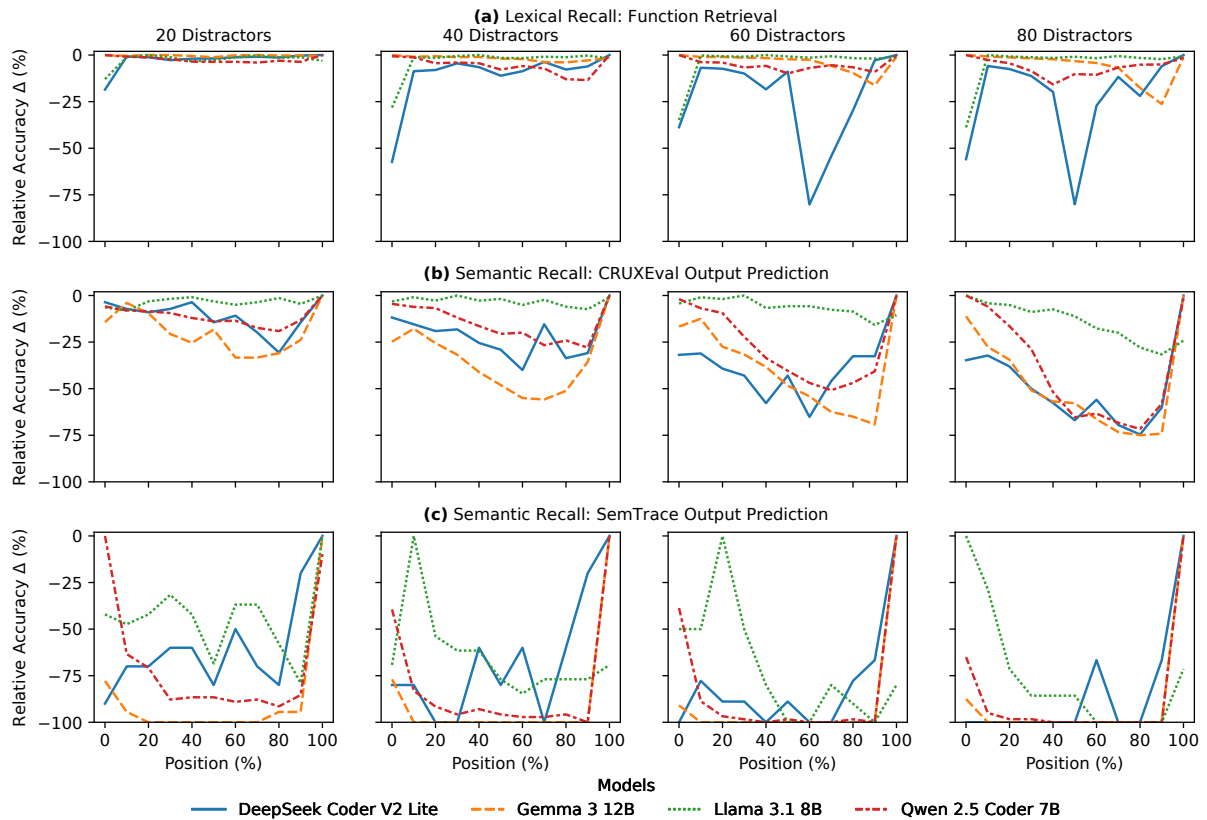 (a) Lexical Recall: Function Retrieval
20 Distractors
40 Distractors
60 Distractors
80 Distractors
Relative Accuracy Δ (%)
0
−25
−50
−75
−100
(b) Semantic Recall: CRUXEval Output Prediction
Relative Accuracy Δ (%)
0
−25
−50
−75
−100
(c) Semantic Recall: SemTrace Output Prediction
Relative Accuracy Δ (%)
0
−25
−50
−75
−100
0 20 40 60 80 100
0 20 40 60 80 100
0 20 40 60 80 100
0 20 40 60 80 100
Position (%)
Position (%)
Position (%)
Position (%)
Models
DeepSeek Coder V2 Lite
Gemma 3 12B
Llama 3.1 8B
Qwen 2.5 Coder 7B